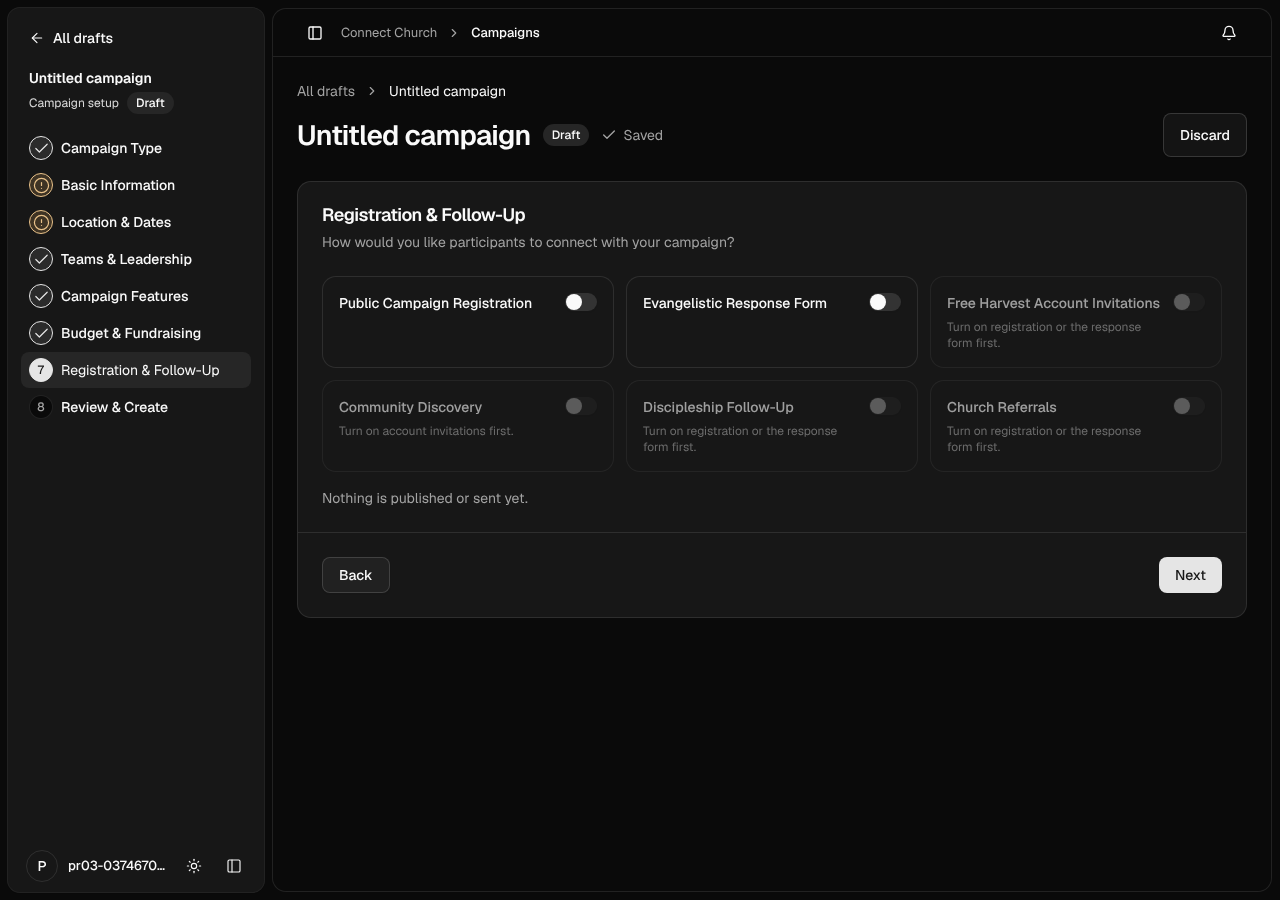 All drafts
Untitled campaign
Campaign setup Draft
Campaign Type
Basic Information
Location & Dates
Teams & Leadership
Campaign Features
Budget & Fundraising
7 Registration & Follow-Up
8 Review & Create
P pr03-0374670…
Connect Church Campaigns
All drafts Untitled campaign
Untitled campaign Draft Saved
Discard
Registration & Follow-Up
How would you like participants to connect with your campaign?
Public Campaign Registration
Evangelistic Response Form
Free Harvest Account Invitations
Turn on registration or the response
form first.
Community Discovery
Turn on account invitations first.
Discipleship Follow-Up
Turn on registration or the response
form first.
Church Referrals
Turn on registration or the response
form first.
Nothing is published or sent yet.
Back
Next